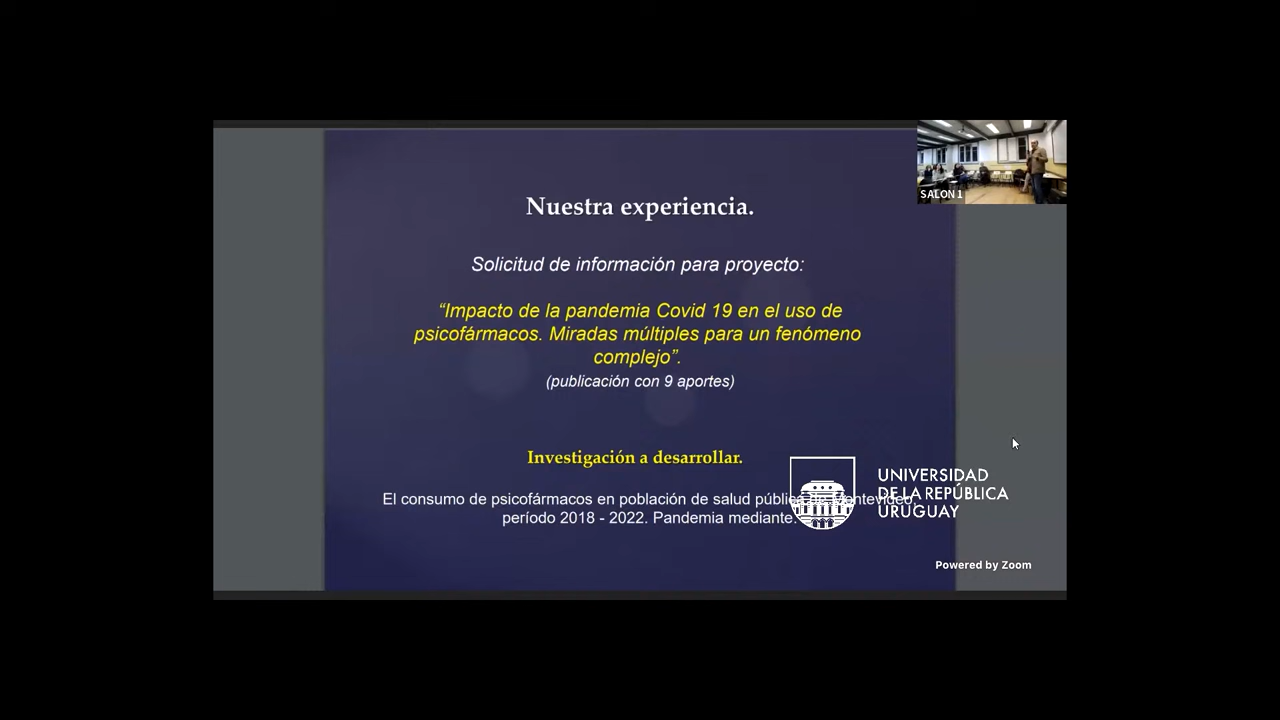 SALON 1
Nuestra experiencia.
Solicitud de información para proyecto:
“Impacto de la pandemia Covid 19 en el uso de
psicofármacos. Miradas múltiples para un fenómeno
complejo”.
(publicación con 9 aportes)
Investigación a desarrollar.
El consumo de psicofármacos en población de salud pública de Montevideo,
período 2018 - 2022. Pandemia mediante.
UNIVERSIDAD
DE LA REPÚBLICA
URUGUAY
Powered by Zoom